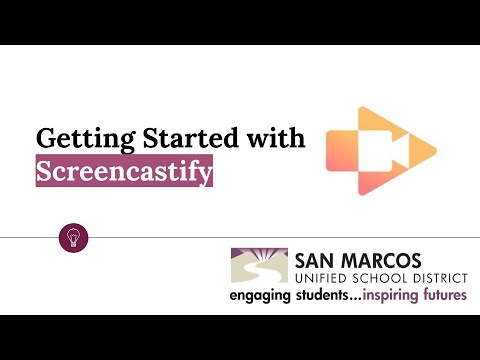 Getting Started with
Screencastify
SAN MARCOS
UNIFIED SCHOOL DISTRICT
engaging students...inspiring futures